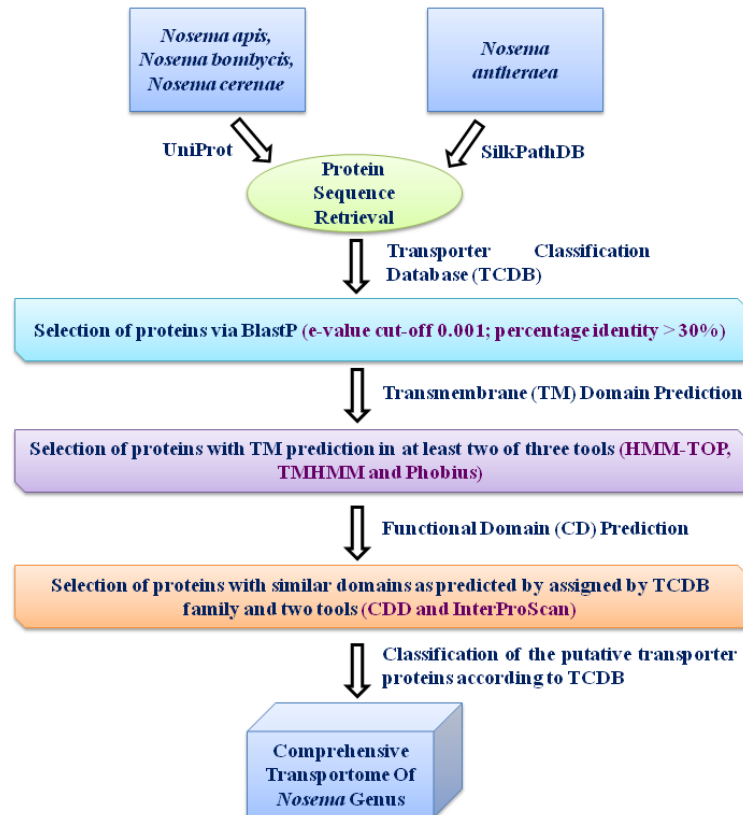 Nosema apis,
Nosema bombycis,
Nosema cerenae
Nosema
antheraea
UniProt
SilkPathDB
Protein
Sequence
Retrieval
Transporter Classification
Database (TCDB)
Selection of proteins via BlastP (e-value cut-off 0.001; percentage identity > 30%)
Transmembrane (TM) Domain Prediction
Selection of proteins with TM prediction in at least two of three tools (HMM-TOP,
TMHMM and Phobius)
Functional Domain (CD) Prediction
Selection of proteins with similar domains as predicted by assigned by TCDB
family and two tools (CDD and InterProScan)
Classification of the putative transporter
proteins according to TCDB
Comprehensive
Transportome Of
Nosema Genus